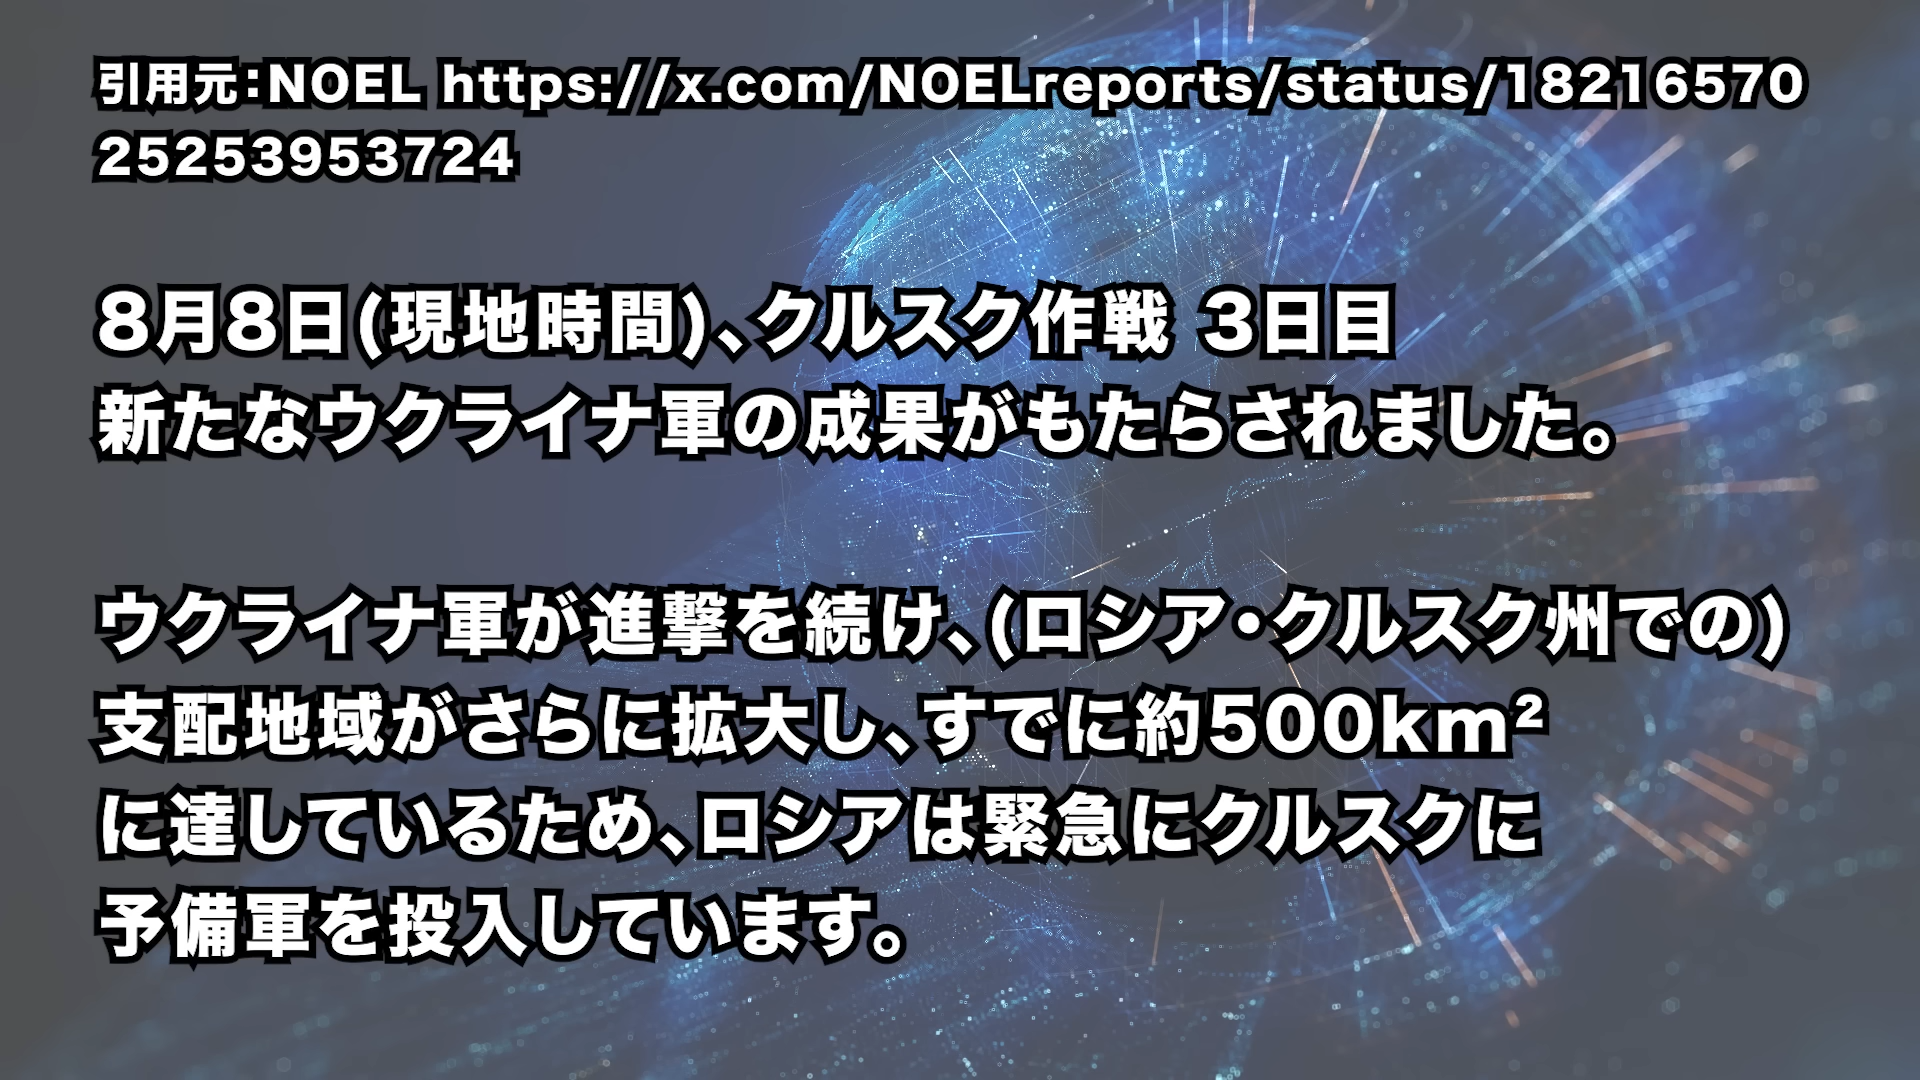 引用元：NOEL https://x.com/NOELreports/status/18216570
25253953724
8月8日(現地時間)、クルスク作戦 3日目
新たなウクライナ軍の成果がもたらされました。
ウクライナ軍が進撃を続け、(ロシア・クルスク州での)
支配地域がさらに拡大し、すでに約500km²
に達しているため、ロシアは緊急にクルスクに
予備軍を投入しています。